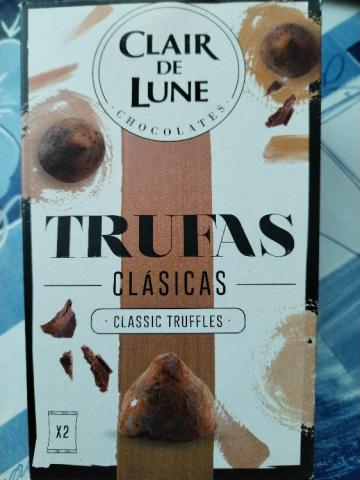 CLAIR
DE
LUNE
· CHOCOLATES ·
TRUFAS
CLÁSICAS
· CLASSIC TRUFFLES ·
X2